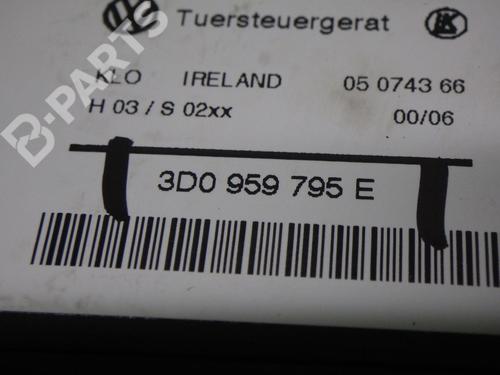 Tuersteuergerat
KLO IRELAND 05 0743 66
H 03 / S 02xx 00/06
3D0 959 795 E
B-PARTS